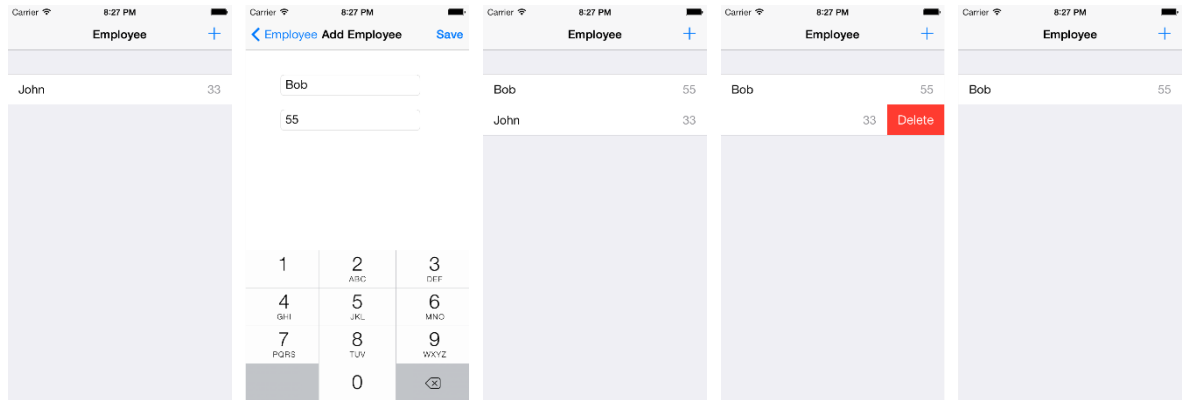 Carrier 8:27 PM
Employee +
John 33
Carrier 8:27 PM
Employee Add Employee Save
Bob
55
1 2 3
ABC DEF
4 5 6
GHI JKL MNO
7 8 9
PQRS TUV WXYZ
0
Carrier 8:27 PM
Employee +
Bob 55
John 33
Carrier 8:27 PM
Employee +
Bob 55
33 Delete
Carrier 8:27 PM
Employee +
Bob 55